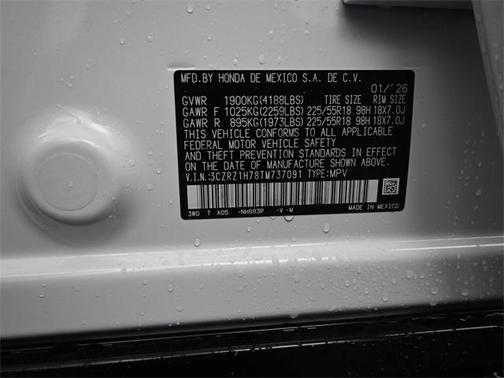 MFD.BY HONDA DE MEXICO S.A. DE C.V.
01/'26
GVWR 1900KG(4188LBS) TIRE SIZE RIM SIZE
GAWR F 1025KG(2259LBS) 225/55R18 98H 18X7.0J
GAWR R 895KG(1973LBS) 225/55R18 98H 18X7.0J
THIS VEHICLE CONFORMS TO ALL APPLICABLE
FEDERAL MOTOR VEHICLE SAFETY
STANDARDS IN EFFECT ON THE
DATE OF MANUFACTURE SHOWN ABOVE.
V.I.N.:3CZRZ1H78TM737091 TYPE:MPV
3W0 T A05 -NH883P -V -M MADE IN MEXICO